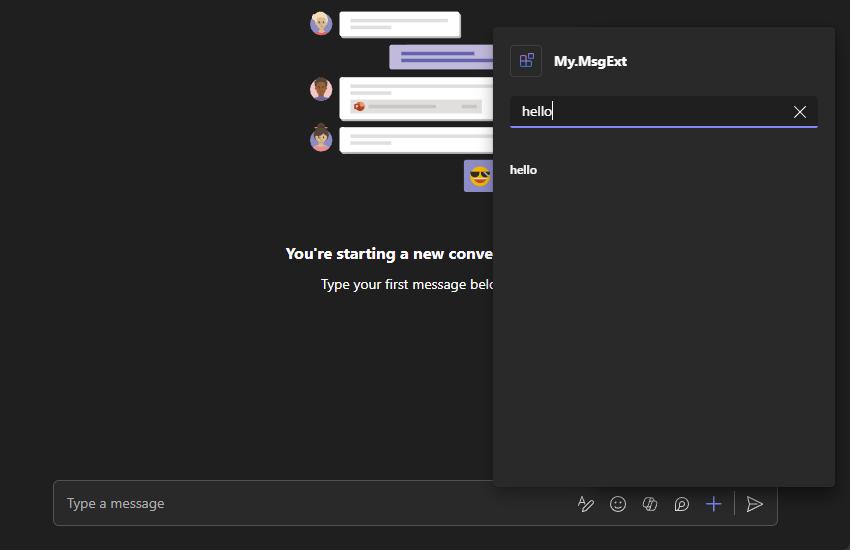 My.MsgExt
hello
hello
You're starting a new conve
Type your first message belo
Type a message